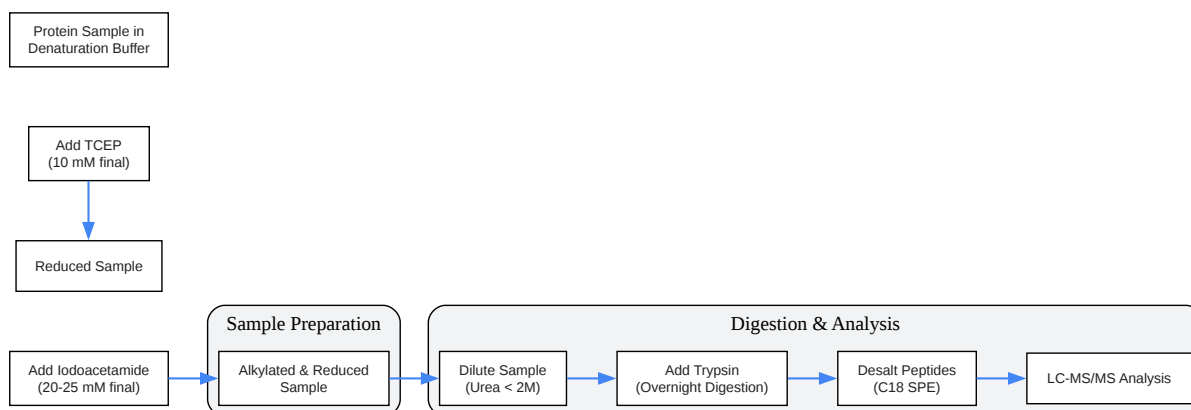 Protein Sample in
Denaturation Buffer
Add TCEP
(10 mM final)
Reduced Sample
Sample Preparation
Digestion & Analysis
Add Iodoacetamide
(20-25 mM final)
Alkylated & Reduced
Sample
Dilute Sample
(Urea < 2M)
Add Trypsin
(Overnight Digestion)
Desalt Peptides
(C18 SPE)
LC-MS/MS Analysis